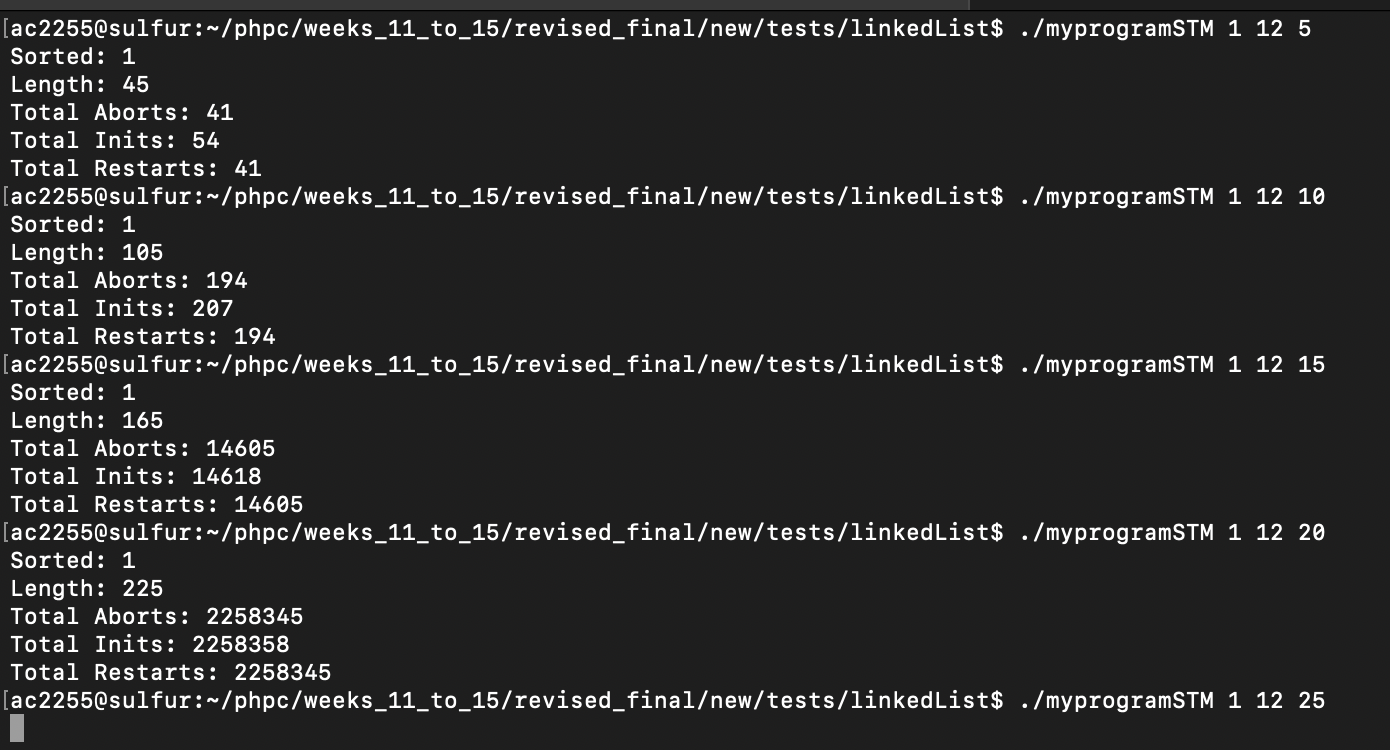 [ac2255@sulfur:~/phpc/weeks_11_to_15/revised_final/new/tests/linkedList$ ./myprogramSTM 1 12 5
Sorted: 1
Length: 45
Total Aborts: 41
Total Inits: 54
Total Restarts: 41
[ac2255@sulfur:~/phpc/weeks_11_to_15/revised_final/new/tests/linkedList$ ./myprogramSTM 1 12 10
Sorted: 1
Length: 105
Total Aborts: 194
Total Inits: 207
Total Restarts: 194
[ac2255@sulfur:~/phpc/weeks_11_to_15/revised_final/new/tests/linkedList$ ./myprogramSTM 1 12 15
Sorted: 1
Length: 165
Total Aborts: 14605
Total Inits: 14618
Total Restarts: 14605
[ac2255@sulfur:~/phpc/weeks_11_to_15/revised_final/new/tests/linkedList$ ./myprogramSTM 1 12 20
Sorted: 1
Length: 225
Total Aborts: 2258345
Total Inits: 2258358
Total Restarts: 2258345
[ac2255@sulfur:~/phpc/weeks_11_to_15/revised_final/new/tests/linkedList$ ./myprogramSTM 1 12 25